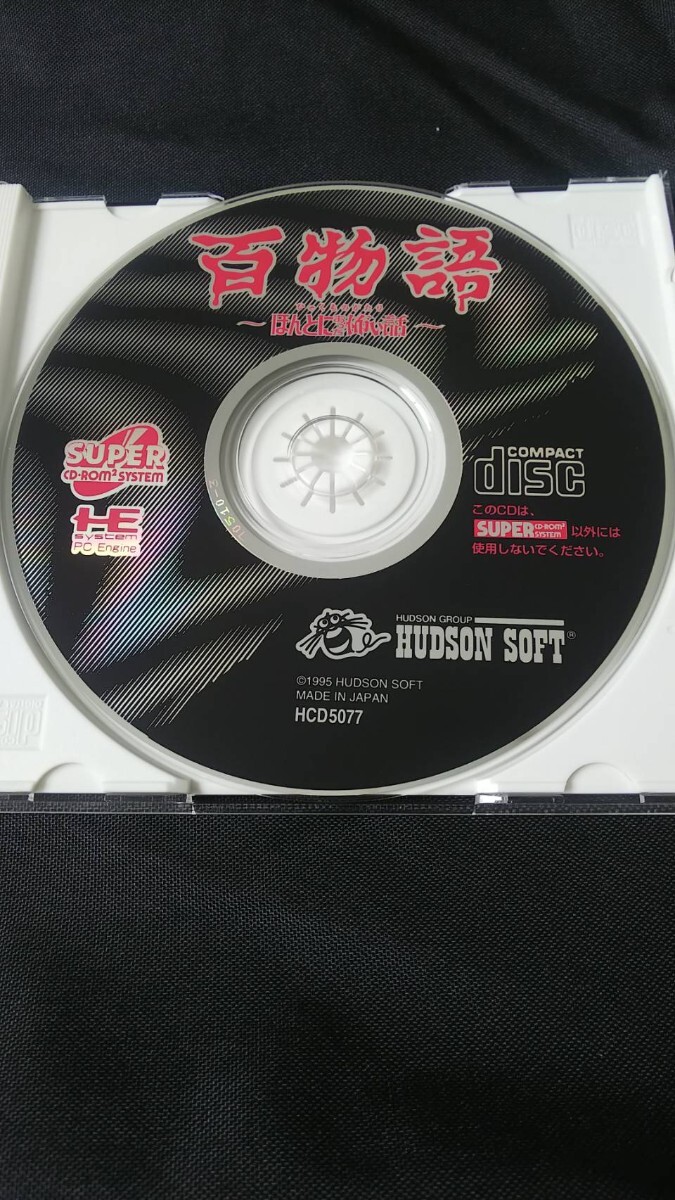 百物語
～ほんとにあった怖い話～
SUPER
CD-ROM² SYSTEM
HE
system
PC Engine
COMPACT
disc
このCDは、
SUPER CD-ROM² SYSTEM 以外には
使用しないでください。
HUDSON GROUP
HUDSON SOFT®
©1995 HUDSON SOFT
MADE IN JAPAN
HCD5077